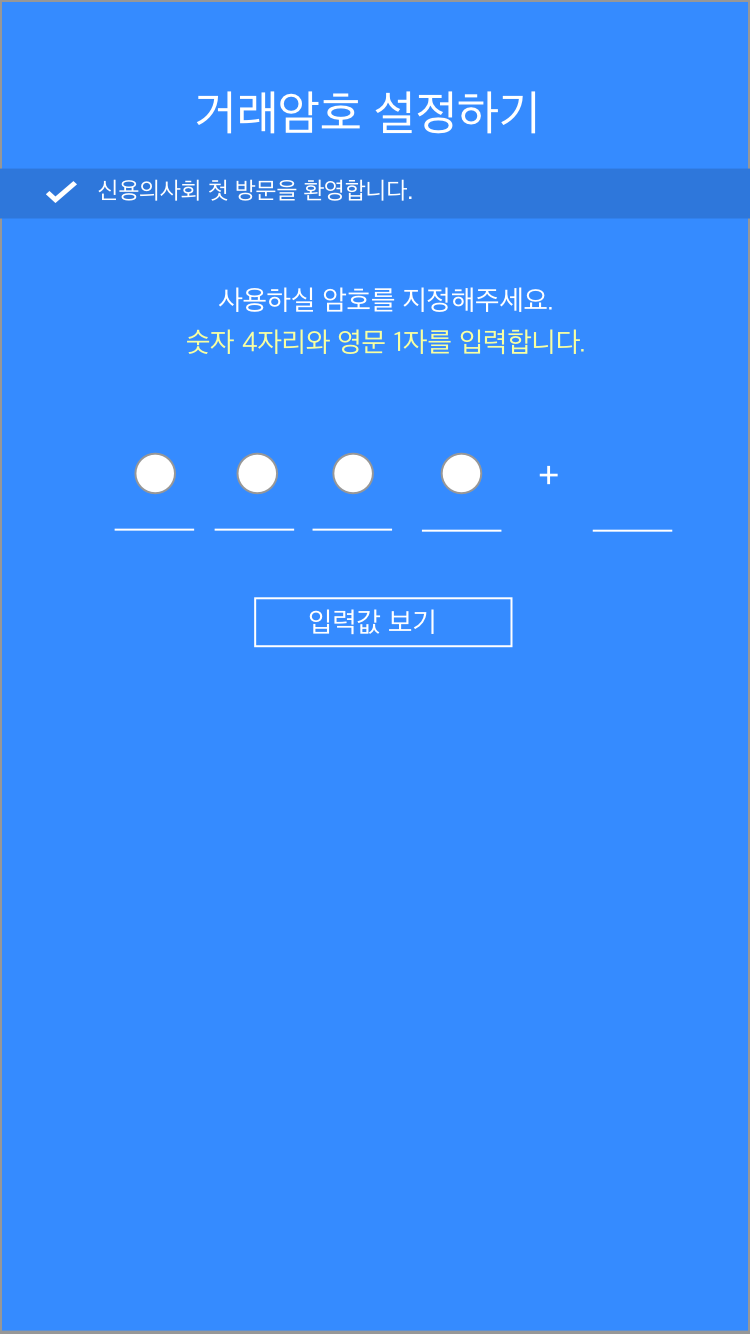 거래암호 설정하기
신용의사회 첫 방문을 환영합니다.
사용하실 암호를 지정해주세요.
숫자 4자리와 영문 1자를 입력합니다.
+
입력값 보기